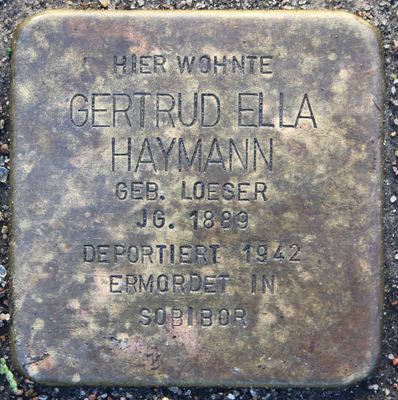 HIER WOHNTE
GERTRUD ELLA
HAYMANN
GEB. LOESER
JG. 1889
DEPORTIERT 1942
ERMORDET IN
SOBIBOR